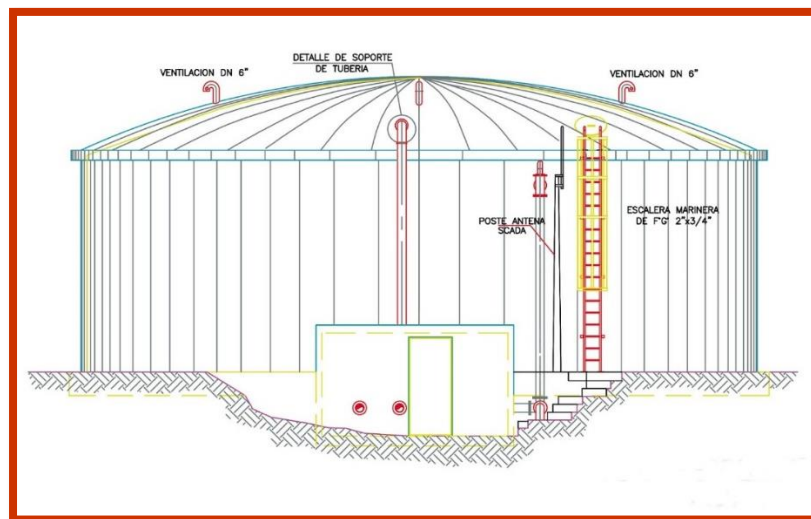 DETALLE DE SOPORTE
DE TUBERIA
VENTILACION DN 6"
VENTILACION DN 6"
ESCALERA MARINERA
DE F'G' 2"x3/4"
POSTE ANTENA
SCADA